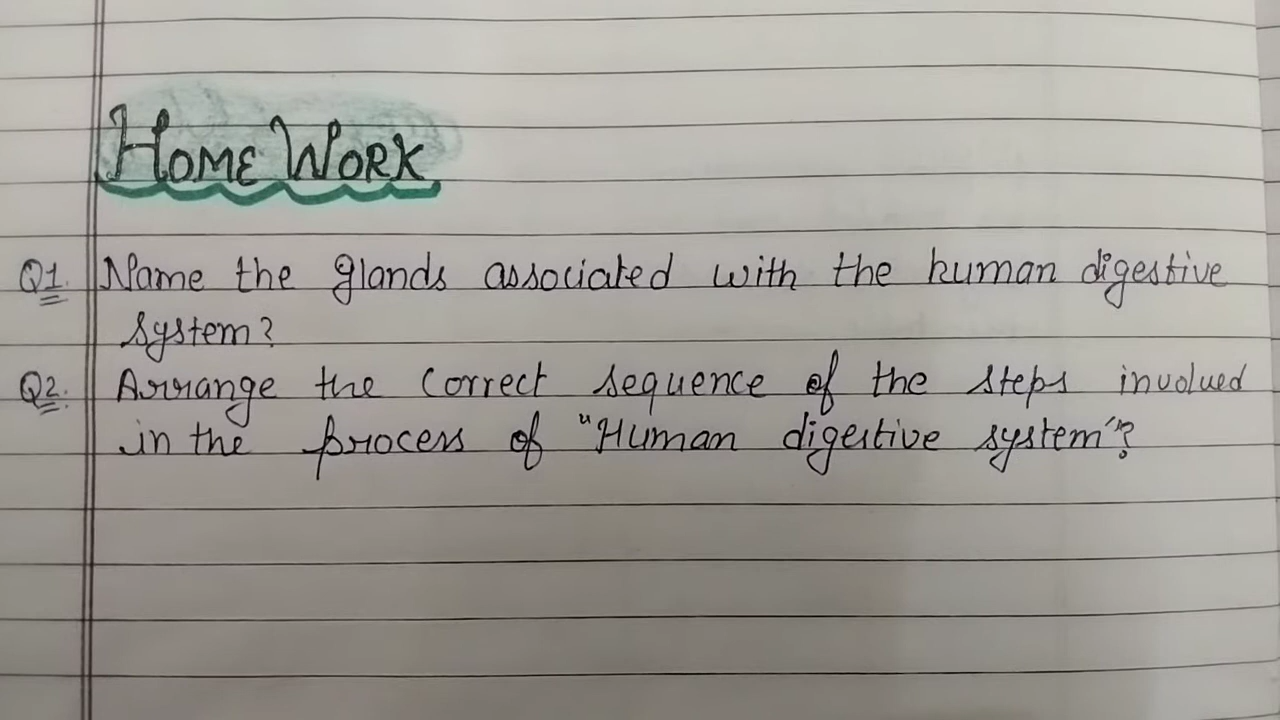 HOME WORK
Q1. Name the glands associated with the human digestive
system?
Q2. Arrange the correct sequence of the steps involved
in the process of "Human digestive system"?